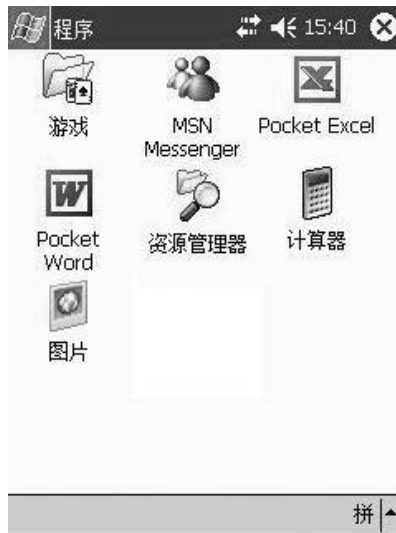 程序 15:40
游戏
MSN Messenger
Pocket Excel
Pocket Word
资源管理器
计算器
图片
拼